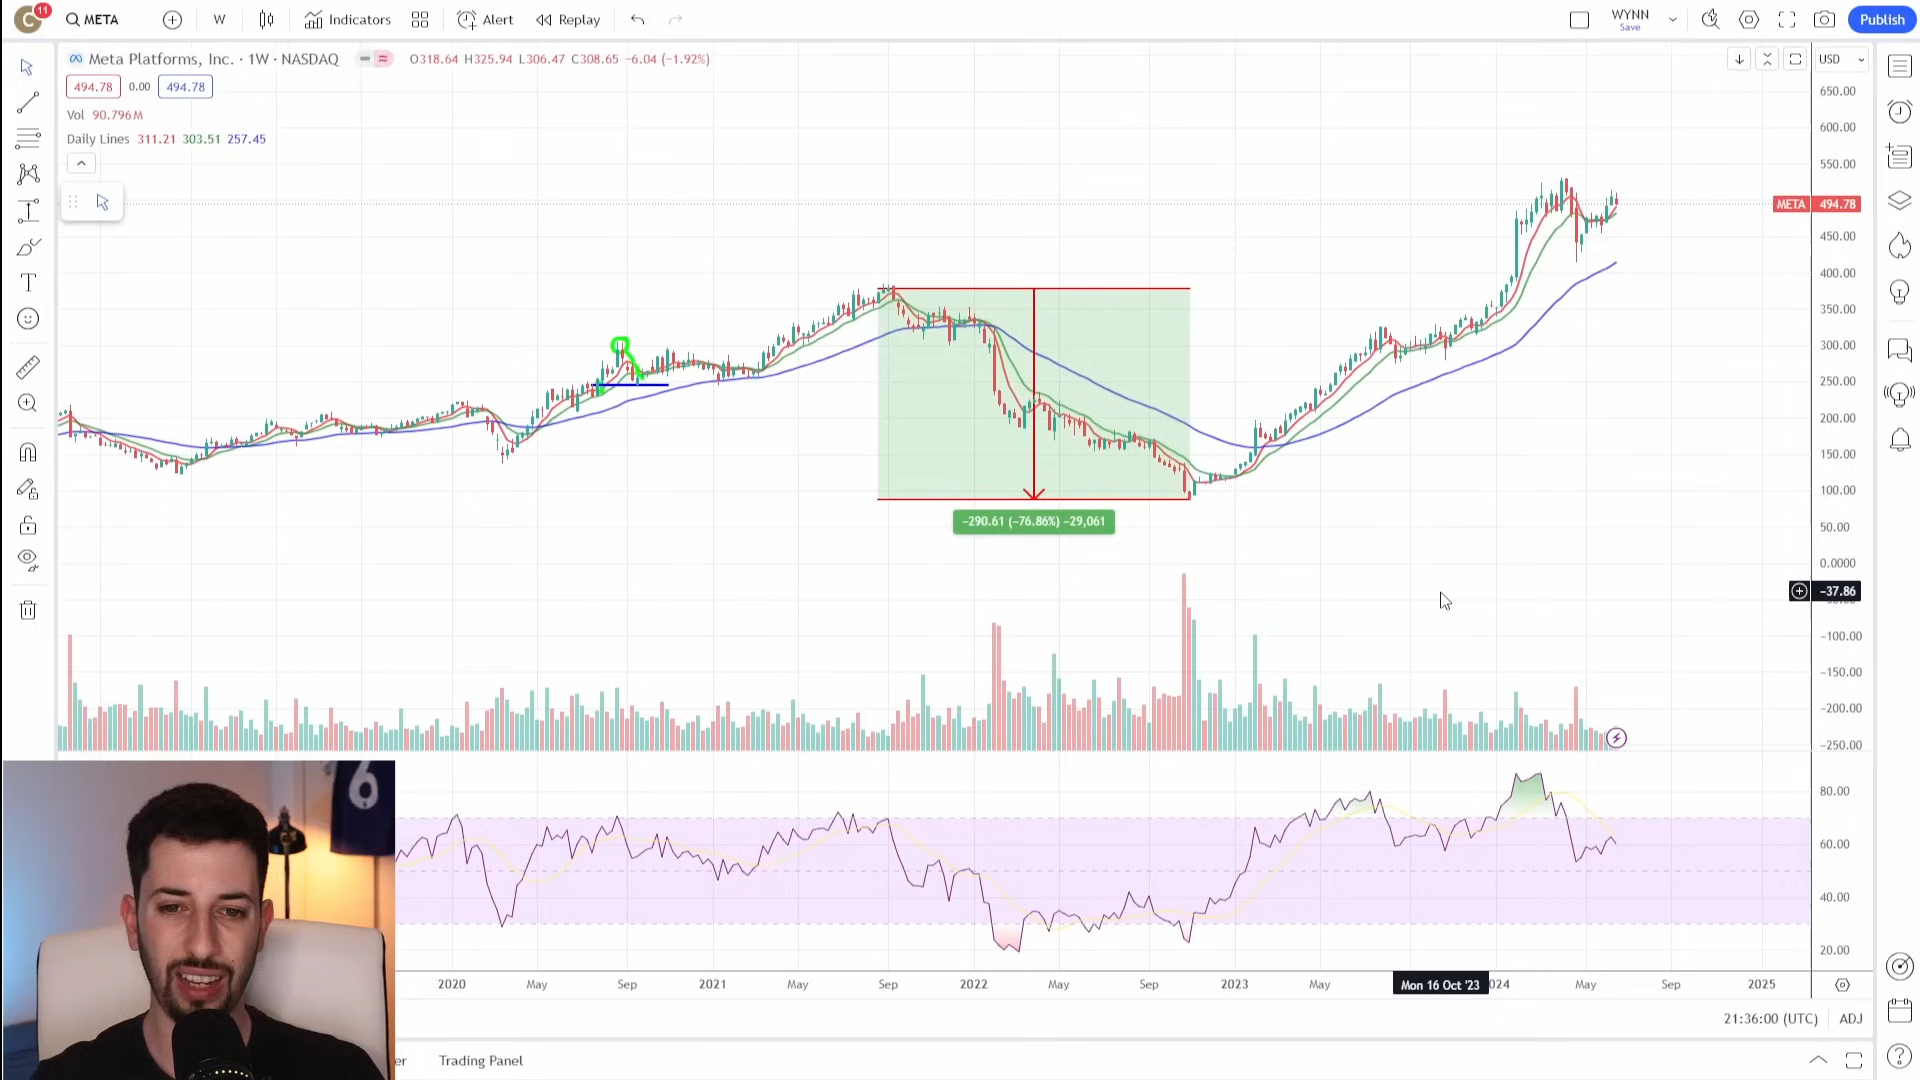 C 11 META W Indicators Alert Replay WYNN Save Publish
Meta Platforms, Inc. · 1W · NASDAQ O318.64 H325.94 L306.47 C308.65 −6.04 (−1.92%) USD
494.78 0.00 494.78
Vol 90.796M
Daily Lines 311.21 303.51 257.45
650.00
600.00
550.00
META 494.78
450.00
400.00
350.00
300.00
250.00
200.00
150.00
100.00
−290.61 (−76.86%) −29,061
50.00
0.0000
−37.86
−100.00
−150.00
−200.00
−250.00
80.00
60.00
40.00
20.00
6
2020 May Sep 2021 May Sep 2022 May Sep 2023 May Mon 16 Oct '23 024 May Sep 2025
21:36:00 (UTC) ADJ
er Trading Panel